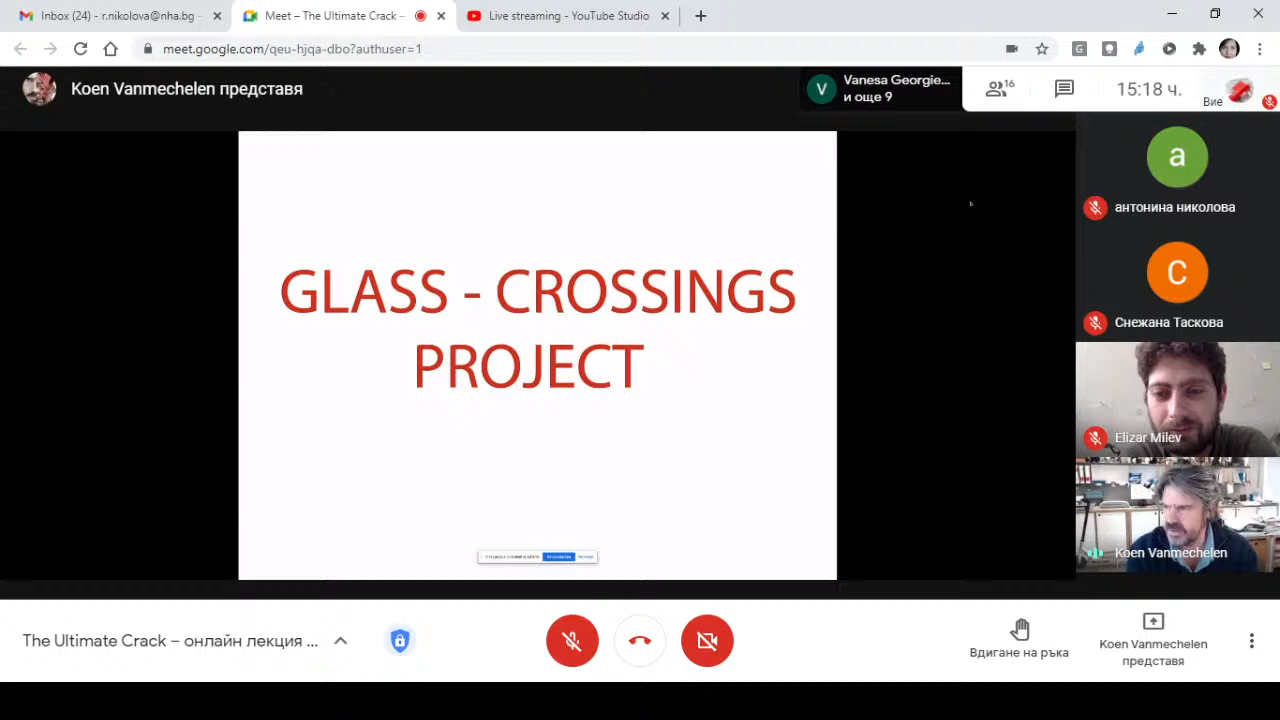 Inbox (24) - r.nikolova@nha.bg -
Meet – The Ultimate Crack –
Live streaming - YouTube Studio
meet.google.com/qeu-hjqa-dbo?authuser=1
Koen Vanmechelen представя
V
Vanesa Georgie...
и още 9
16
15:18 ч.
Вие
a
антонина николова
C
Снежана Таскова
Elizar Milev
Koen Vanmechelen
GLASS - CROSSINGS
PROJECT
The Ultimate Crack – онлайн лекция ...
Вдигане на ръка
Koen Vanmechelen
представя